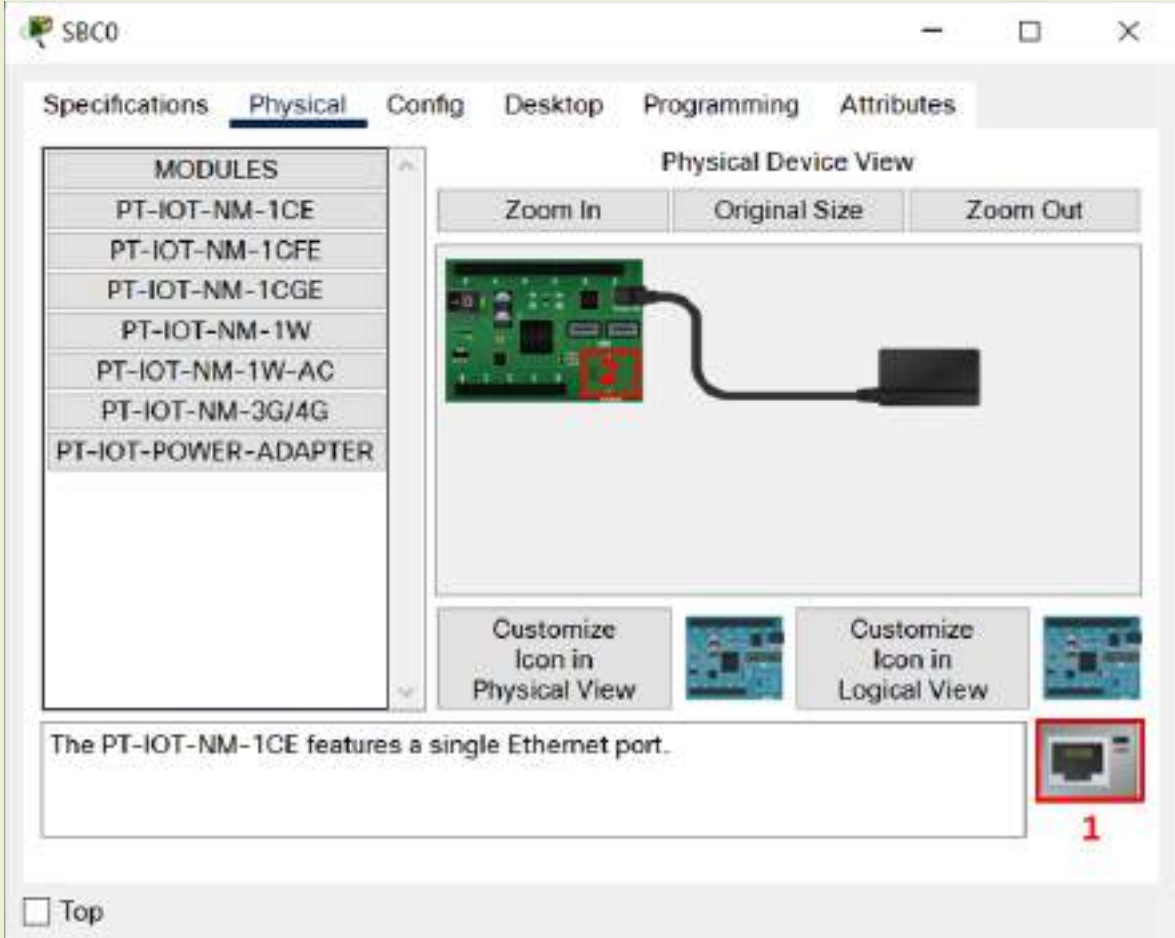 SBC0
Specifications Physical Config Desktop Programming Attributes
MODULES
PT-IOT-NM-1CE
PT-IOT-NM-1CFE
PT-IOT-NM-1CGE
PT-IOT-NM-1W
PT-IOT-NM-1W-AC
PT-IOT-NM-3G/4G
PT-IOT-POWER-ADAPTER
Physical Device View
Zoom In Original Size Zoom Out
2
Customize
Icon in
Physical View
Customize
Icon in
Logical View
The PT-IOT-NM-1CE features a single Ethernet port.
1
Top